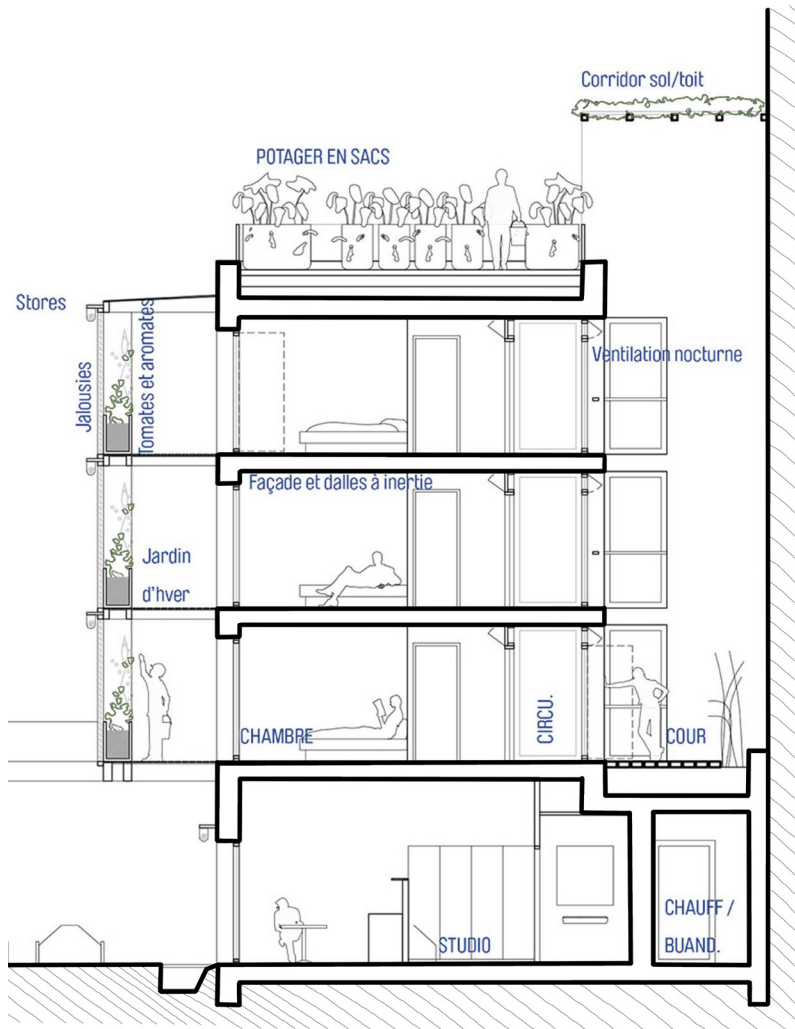 Corridor sol/toit
POTAGER EN SACS
Stores
Jalousies
Tomates et aromates
Ventilation nocturne
Façade et dalles à inertie
Jardin
d'hver
CHAMBRE
CIRCU.
COUR
STUDIO
CHAUFF /
BUAND.